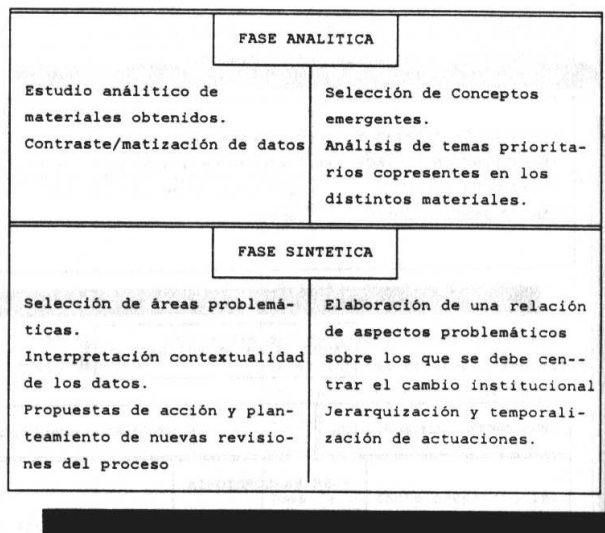 FASE ANALITICA
Estudio análitico de
materiales obtenidos.
Contraste/matización de datos
Selección de Conceptos
emergentes.
Análisis de temas priorita-
rios copresentes en los
distintos materiales.
FASE SINTETICA
Selección de áreas problemá-
ticas.
Interpretación contextualidad
de los datos.
Propuestas de acción y plan-
teamiento de nuevas revisio-
nes del proceso
Elaboración de una relación
de aspectos problemáticos
sobre los que se debe cen--
trar el cambio institucional
Jerarquización y temporali-
zación de actuaciones.